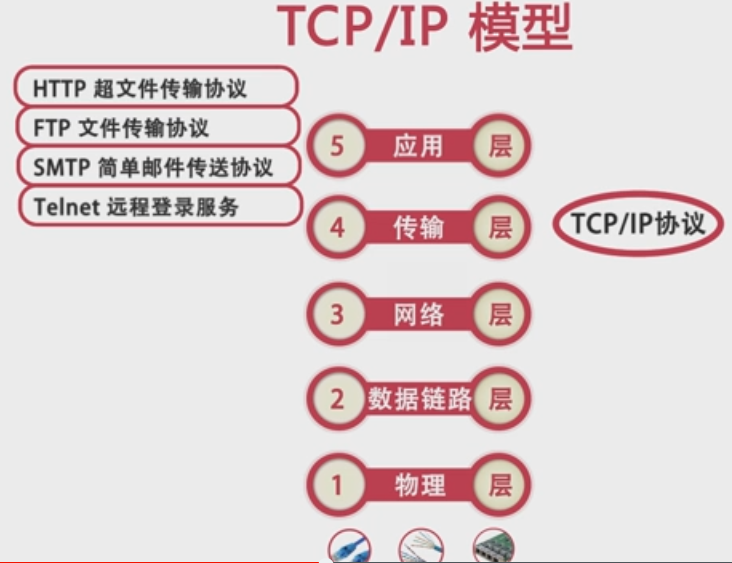 TCP/IP 模型
HTTP 超文件传输协议
FTP 文件传输协议
SMTP 简单邮件传送协议
Telnet 远程登录服务
5 应用 层
4 传输 层
TCP/IP协议
3 网络 层
2 数据链路 层
1 物理 层